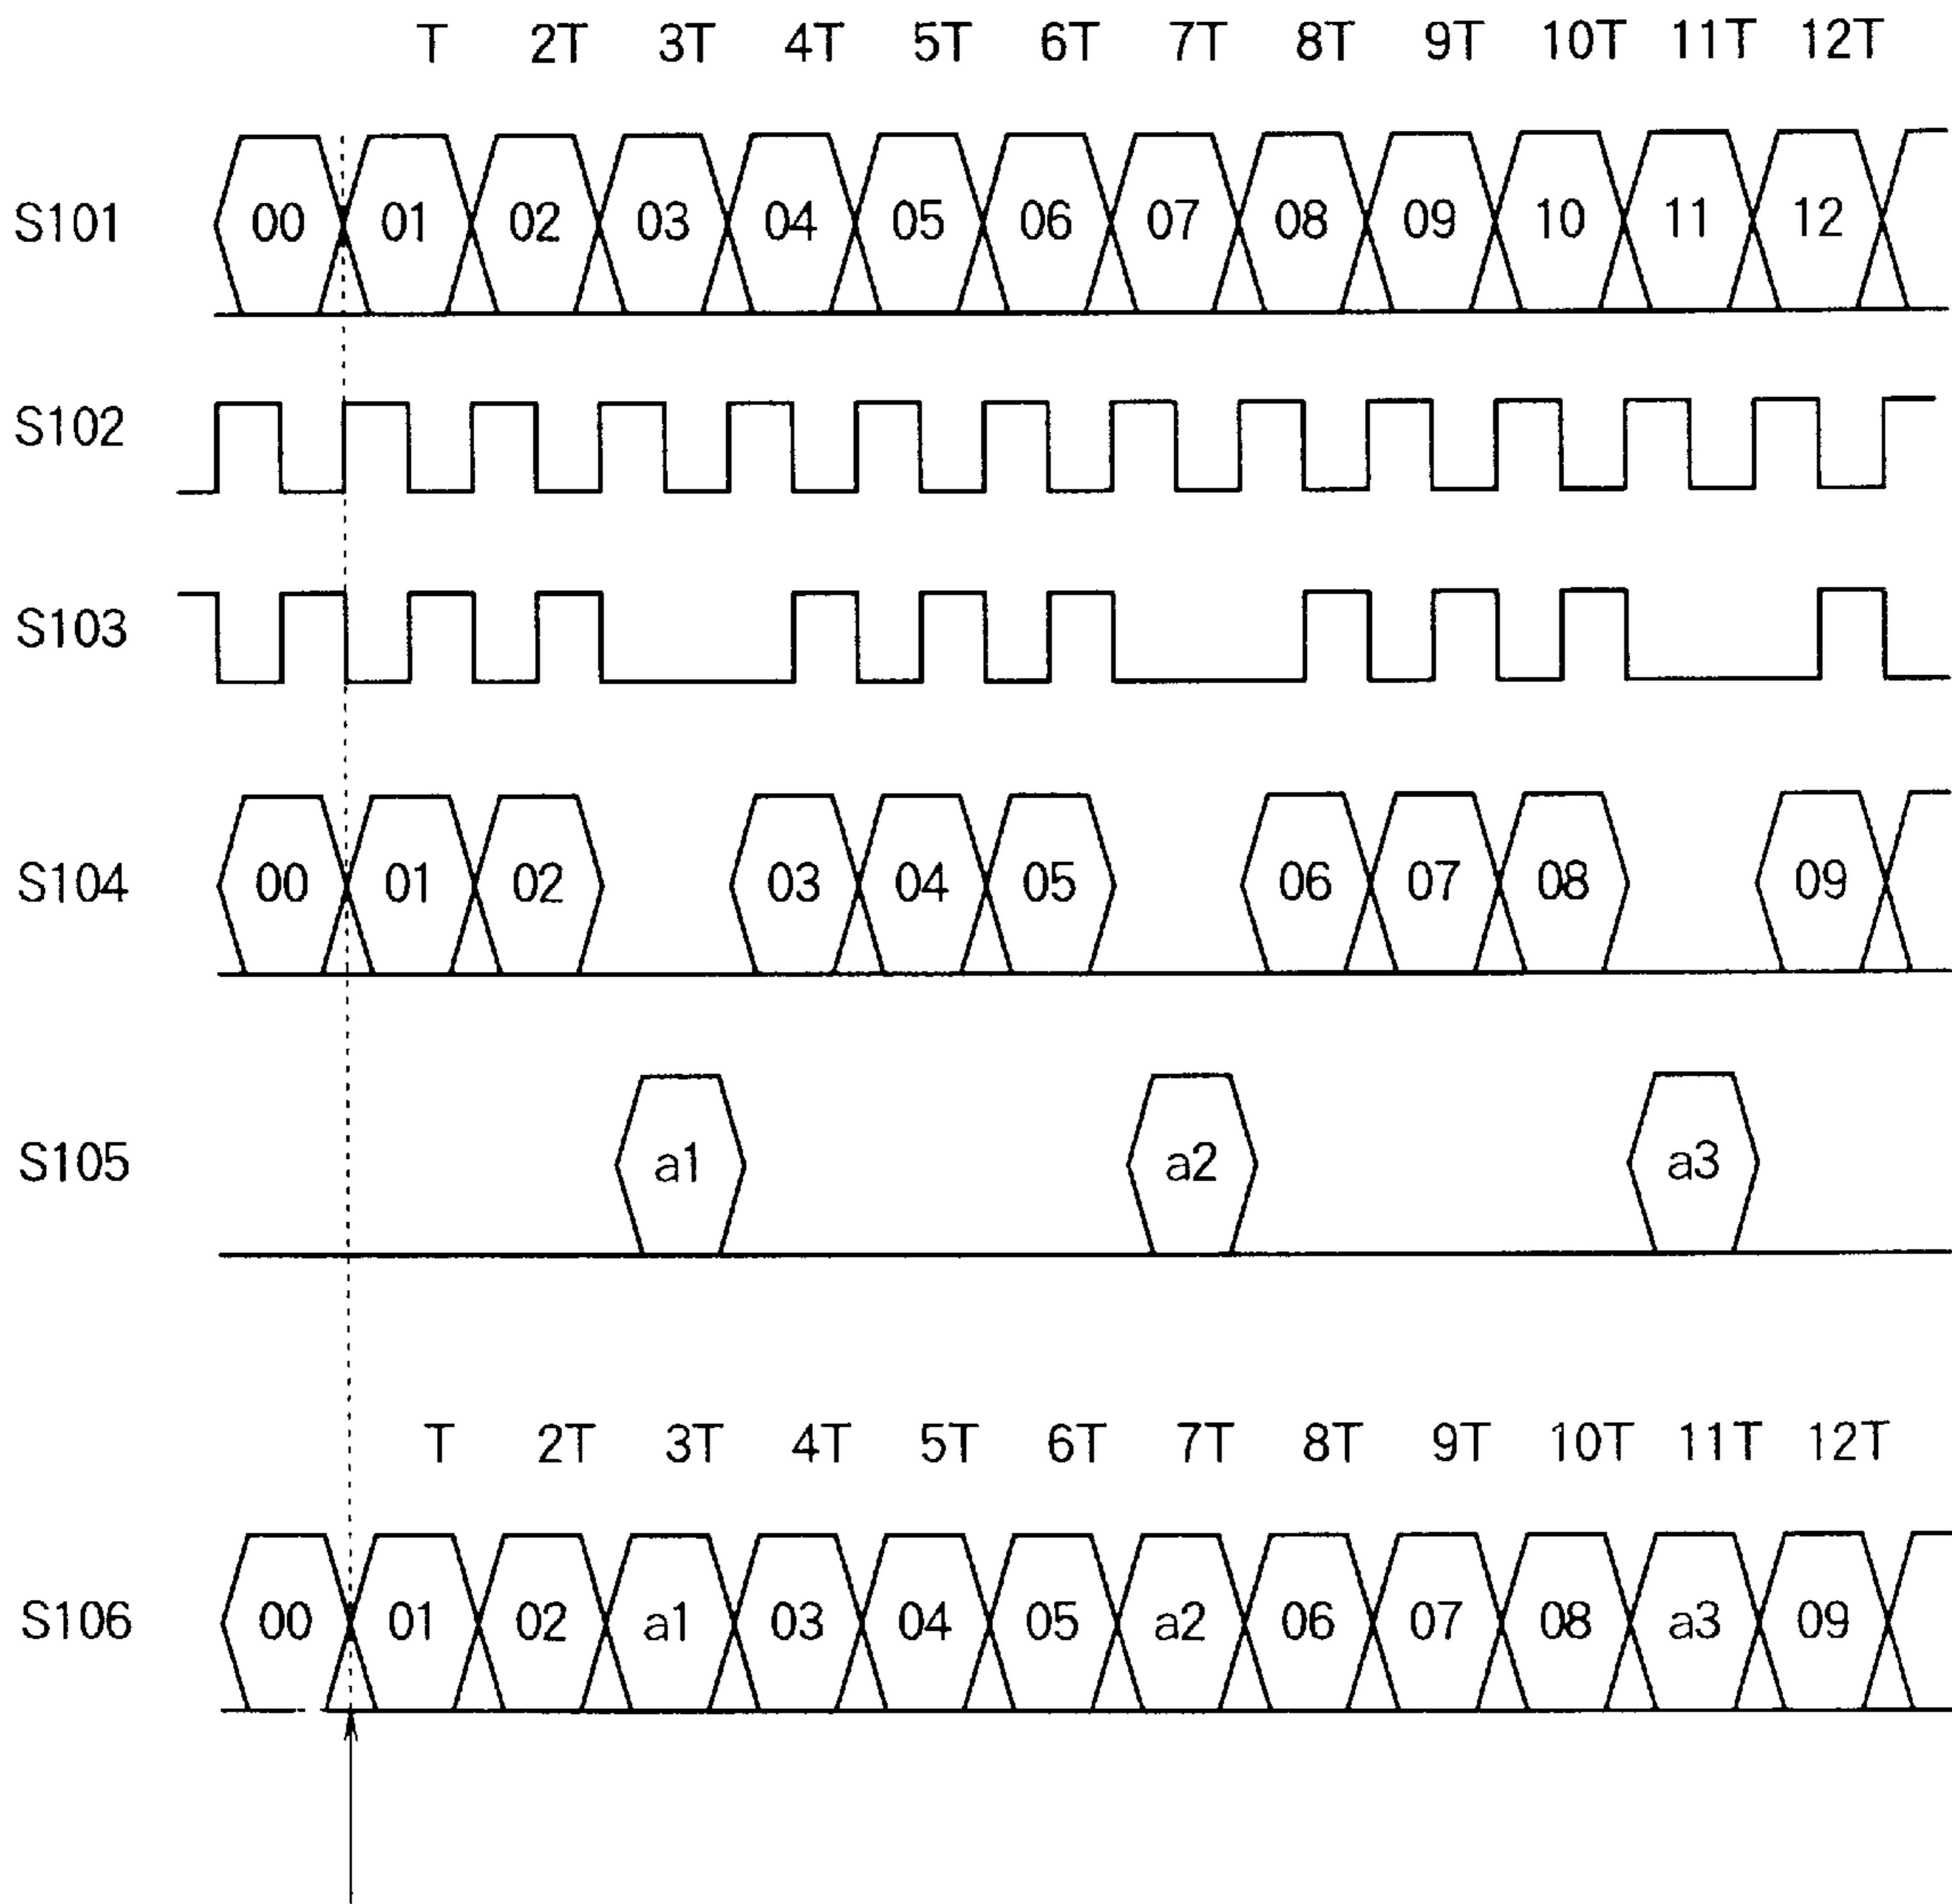 T 2T 3T 4T 5T 6T 7T 8T 9T 10T 11T 12T
S101 00 01 02 03 04 05 06 07 08 09 10 11 12
S102
S103
S104 00 01 02 03 04 05 06 07 08 09
S105 a1 a2 a3
T 2T 3T 4T 5T 6T 7T 8T 9T 10T 11T 12T
S106 00 01 02 a1 03 04 05 a2 06 07 08 a3 09